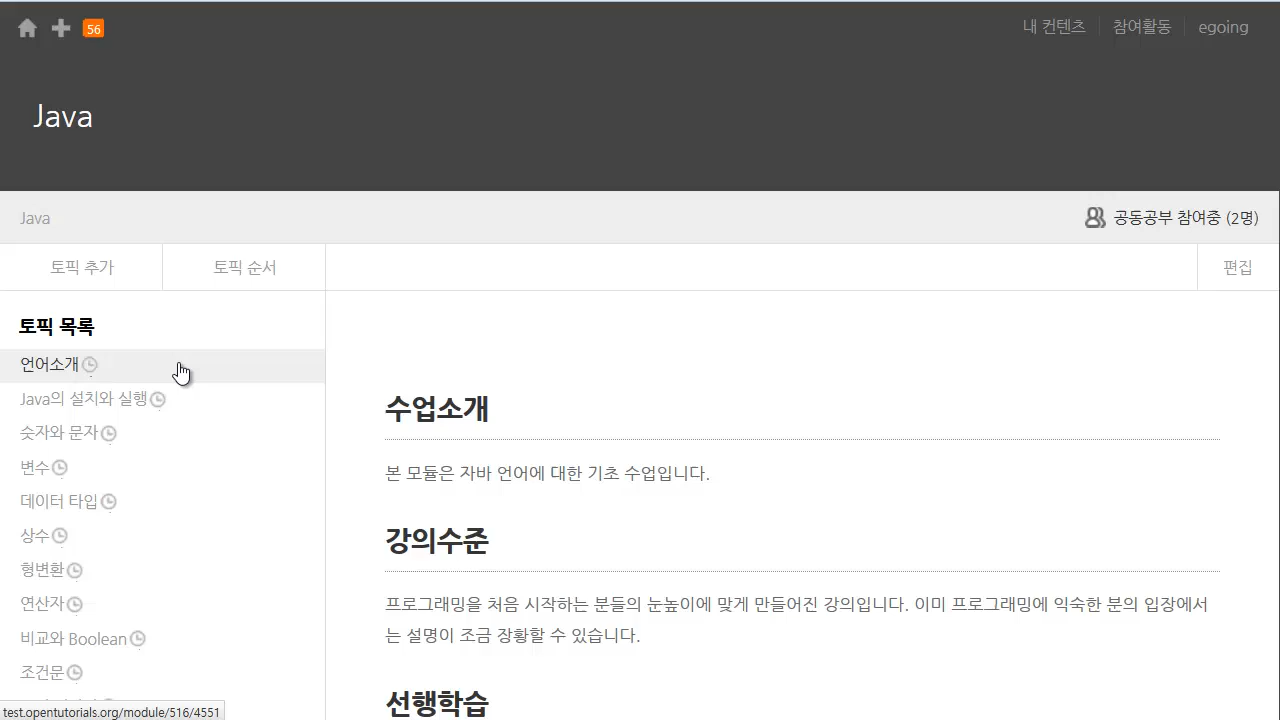 56
내 컨텐츠 참여활동 egoing
Java
Java
공동공부 참여중 (2명)
토픽 추가 토픽 순서 편집
토픽 목록
언어소개
Java의 설치와 실행
숫자와 문자
변수
데이터 타입
상수
형변환
연산자
비교와 Boolean
조건문
test.opentutorials.org/module/516/4551
수업소개
본 모듈은 자바 언어에 대한 기초 수업입니다.
강의수준
프로그래밍을 처음 시작하는 분들의 눈높이에 맞게 만들어진 강의입니다. 이미 프로그래밍에 익숙한 분의 입장에서
는 설명이 조금 장황할 수 있습니다.
선행학습